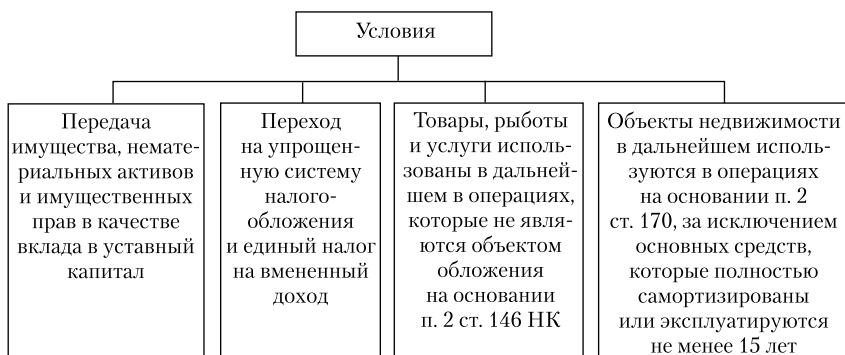 Условия
Передача
имущества, немате-
риальных активов
и имущественных
прав в качестве
вклада в уставный
капитал
Переход
на упрощен-
ную систему
налого-
обложения
и единый налог
на вмененный
доход
Товары, рыботы
и услуги исполь-
зованы в дальней-
шем в операциях,
которые не явля-
ются объектом
обложения
на основании
п. 2 ст. 146 НК
Объекты недвижимости
в дальнейшем исполь-
зуются в операциях
на основании п. 2
ст. 170, за исключением
основных средств,
которые полностью
самортизированы
или эксплуатируются
не менее 15 лет